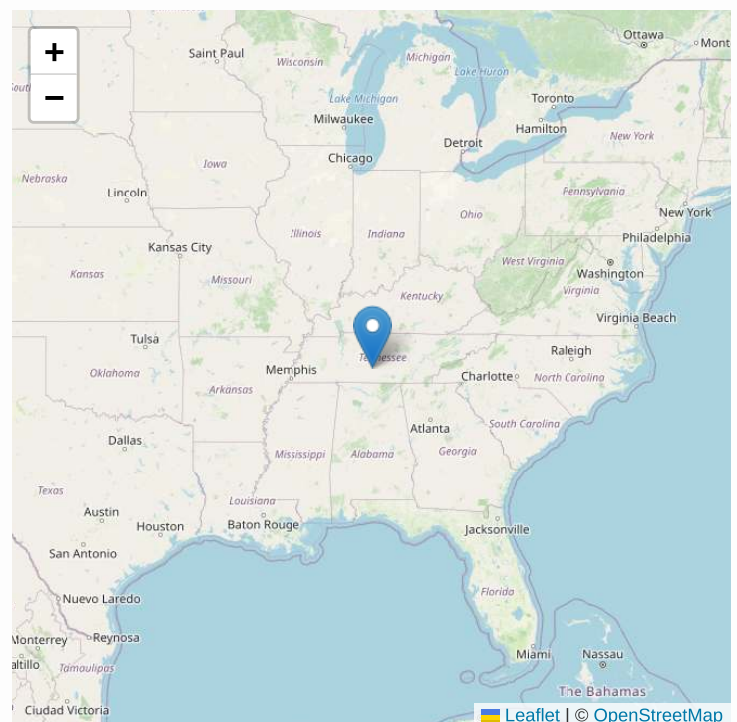 +
−
Ottawa
Mont
Saint Paul
Wisconsin
Michigan
Lake Huron
Lake Michigan
Toronto
Milwaukee
Hamilton
New York
Detroit
Chicago
Iowa
Nebraska
Lincoln
Pennsylvania
Ohio
New York
Illinois
Indiana
Philadelphia
Kansas City
West Virginia
Washington
Kansas
Missouri
Virginia
Kentucky
Virginia Beach
Tulsa
Raleigh
Tennessee
Memphis
Oklahoma
Charlotte
North Carolina
Arkansas
South Carolina
Atlanta
Dallas
Mississippi
Alabama
Georgia
Texas
Louisiana
Austin
Houston
Baton Rouge
Jacksonville
San Antonio
Florida
Nuevo Laredo
Monterrey
Reynosa
Miami
Nassau
altillo
Tamaulipas
The Bahamas
Ciudad Victoria
Leaflet | © OpenStreetMap